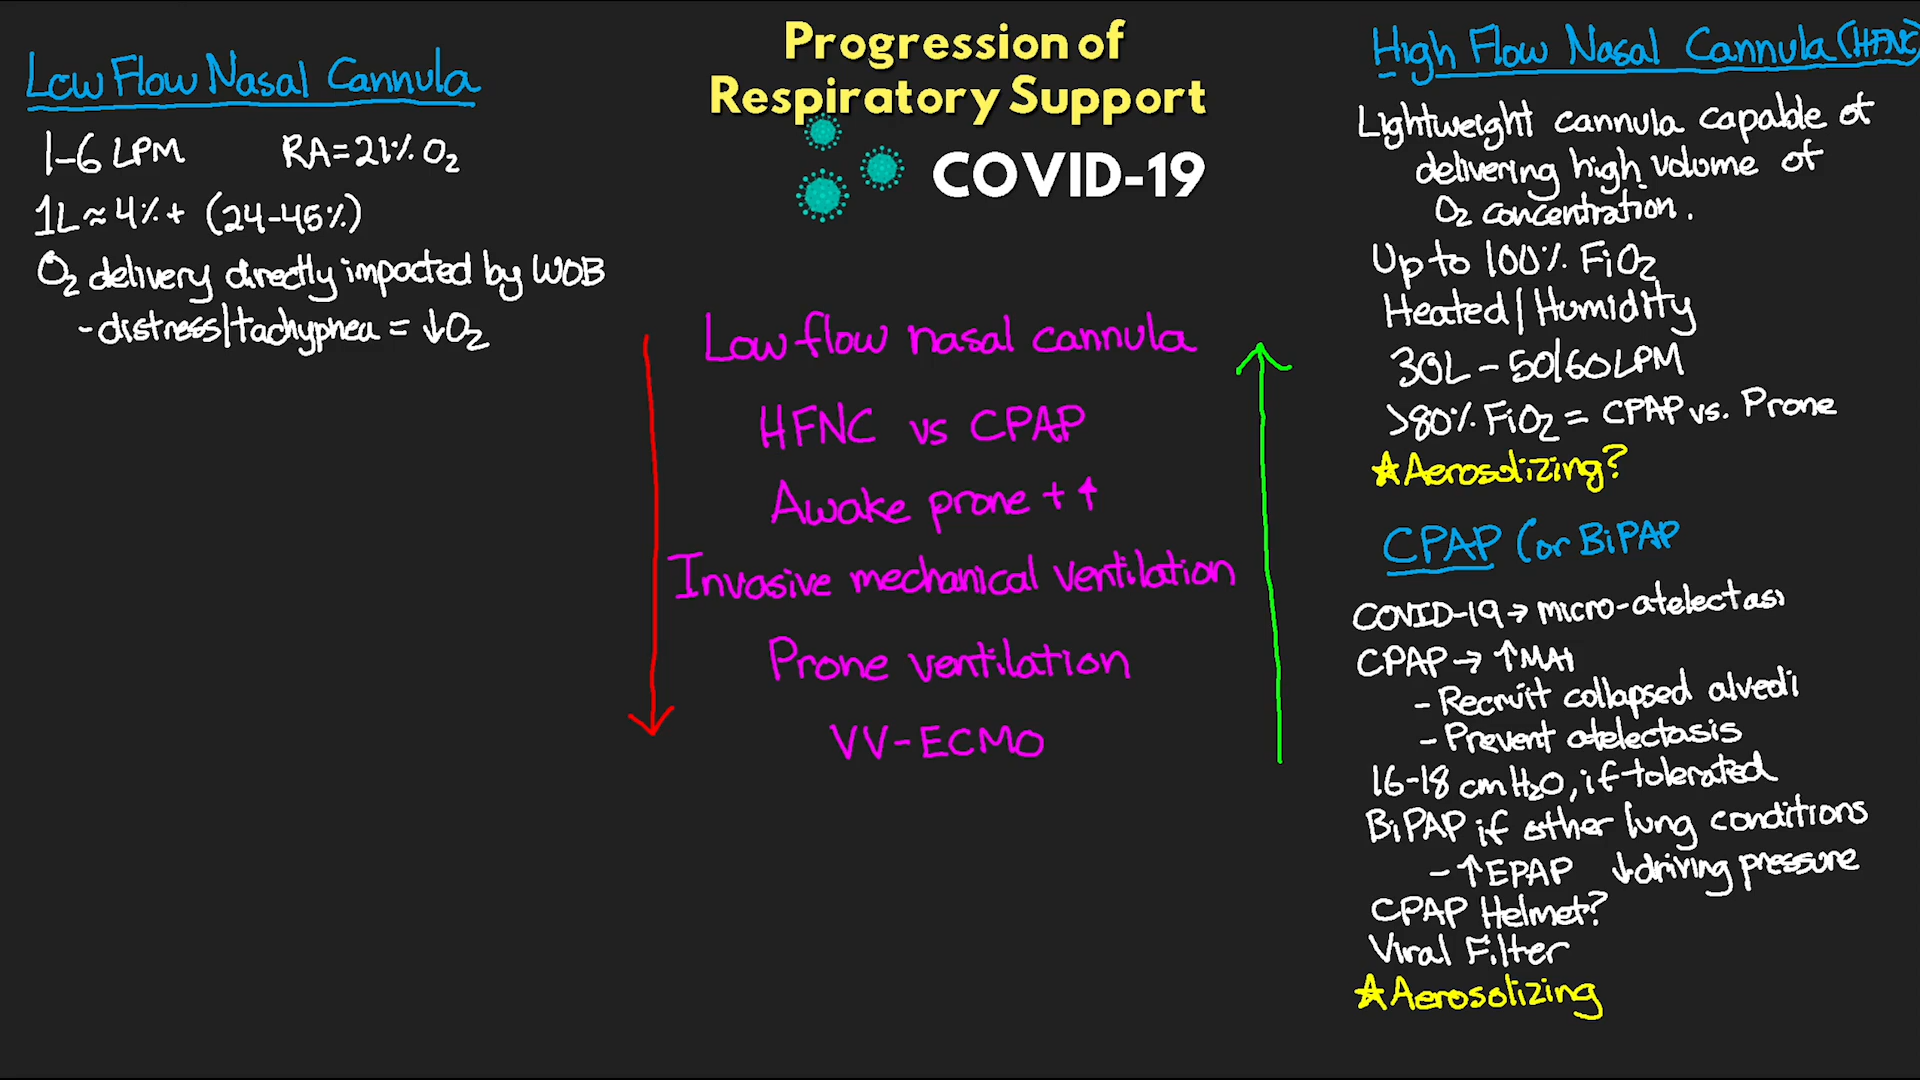 Progression of
Respiratory Support
COVID-19
Low Flow Nasal Cannula
1-6 LPM RA=21% O₂
1L≈4%+ (24-45%)
O₂ delivery directly impacted by WOB
-distress/tachypnea = ↓O₂
Low flow nasal cannula
HFNC vs CPAP
Awake prone + ↑
Invasive mechanical ventilation
Prone ventilation
VV-ECMO
High Flow Nasal Cannula (HFNC)
Lightweight cannula capable of
delivering high volume of
O₂ concentration.
Up to 100% FiO₂
Heated/Humidity
30L - 50/60LPM
>80% FiO₂ = CPAP vs. Prone
☆Aerosolizing?
CPAP (or BiPAP
COVID-19→ micro-atelectasi
CPAP→ ↑MA
- Recruit collapsed alveoli
- Prevent atelectasis
16-18 cmH₂O, if tolerated
BiPAP if other lung conditions
- ↑EPAP ↓driving pressure
CPAP Helmet?
Viral Filter
☆Aerosolizing